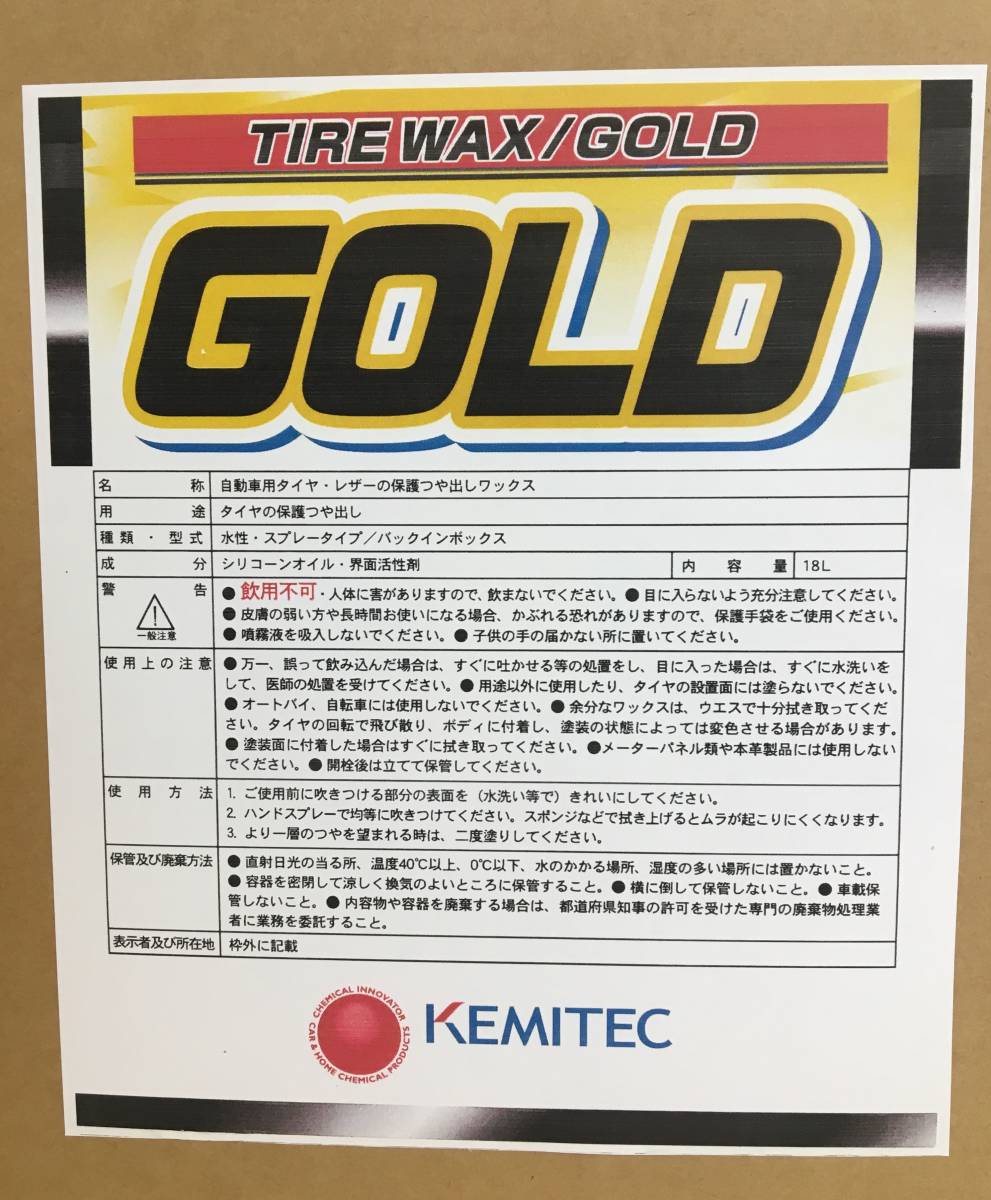 TIRE WAX/GOLD
GOLD
名称 自動車用タイヤ・レザーの保護つや出しワックス
用途 タイヤの保護つや出し
種類・型式 水性・スプレータイプ／バックインボックス
成分 シリコーンオイル・界面活性剤 内容量 18L
警告 ●飲用不可・人体に害がありますので、飲まないでください。●目に入らないよう充分注意してください。
●皮膚の弱い方や長時間お使いになる場合、かぶれる恐れがありますので、保護手袋をご使用ください。
一般注意 ●噴霧液を吸入しないでください。●子供の手の届かない所に置いてください。
使用上の注意 ●万一、誤って飲み込んだ場合は、すぐに吐かせる等の処置をし、目に入った場合は、すぐに水洗いを
して、医師の処置を受けてください。●用途以外に使用したり、タイヤの設置面には塗らないでください。
●オートバイ、自転車には使用しないでください。●余分なワックスは、ウエスで十分拭き取ってくだ
さい。タイヤの回転で飛び散り、ボディに付着し、塗装の状態によっては変色させる場合があります。
●塗装面に付着した場合はすぐに拭き取ってください。●メーターパネル類や本革製品には使用しない
でください。●開栓後は立てて保管してください。
使用方法 1. ご使用前に吹きつける部分の表面を（水洗い等で）きれいにしてください。
2. ハンドスプレーで均等に吹きつけてください。スポンジなどで拭き上げるとムラが起こりにくくなります。
3. より一層のつやを望まれる時は、二度塗りしてください。
保管及び廃棄方法 ●直射日光の当る所、温度40℃以上、0℃以下、水のかかる場所、湿度の多い場所には置かないこと。
●容器を密閉して涼しく換気のよいところに保管すること。●横に倒して保管しないこと。●車載保
管しないこと。●内容物や容器を廃棄する場合は、都道府県知事の許可を受けた専門の廃棄物処理業
者に業務を委託すること。
表示者及び所在地 枠外に記載
CHEMICAL INNOVATOR
CAR & HOME CHEMICAL PRODUCTS
KEMITEC